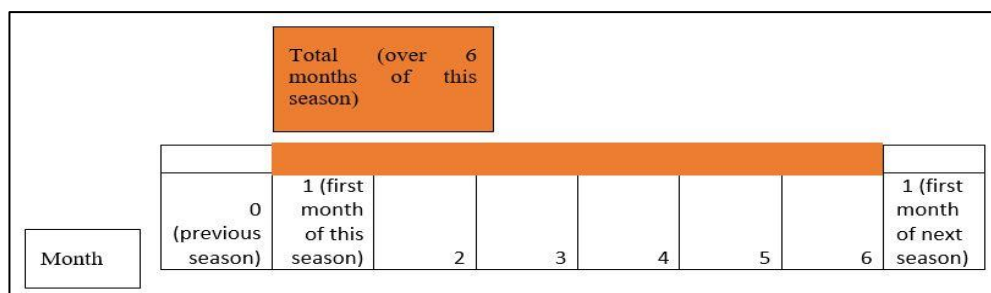 Total (over 6
months of this
season)
Month
0
(previous
season)
1 (first
month
of this
season)
2
3
4
5
6
1 (first
month
of next
season)